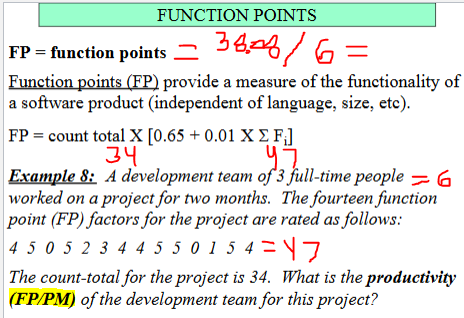 FUNCTION POINTS
FP = function points = 38.08 / 6 =
Function points (FP) provide a measure of the functionality of
a software product (independent of language, size, etc).
FP = count total X [0.65 + 0.01 X Σ Fi]
34 47
Example 8: A development team of 3 full-time people = 6
worked on a project for two months. The fourteen function
point (FP) factors for the project are rated as follows:
4 5 0 5 2 3 4 4 5 5 0 1 5 4 = 47
The count-total for the project is 34. What is the productivity
(FP/PM) of the development team for this project?